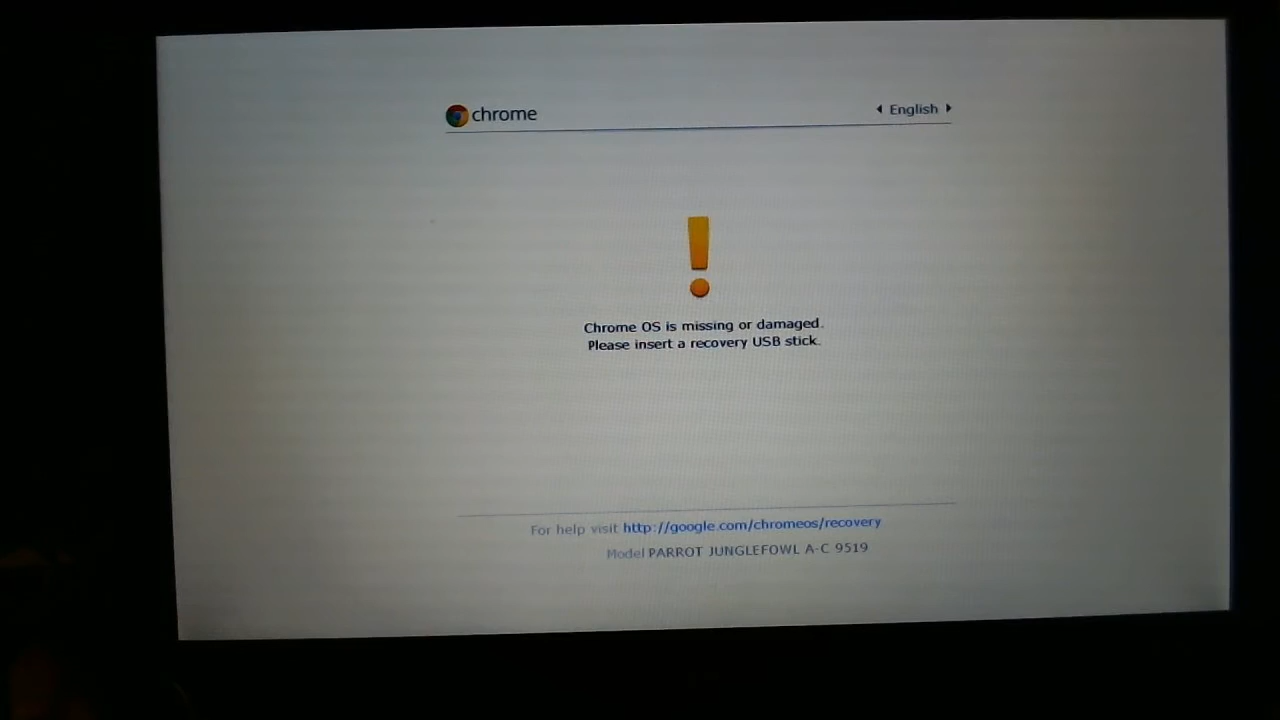 chrome
English
Chrome OS is missing or damaged.
Please insert a recovery USB stick.
For help visit http://google.com/chromeos/recovery
Model PARROT JUNGLEFOWL A-C 9519